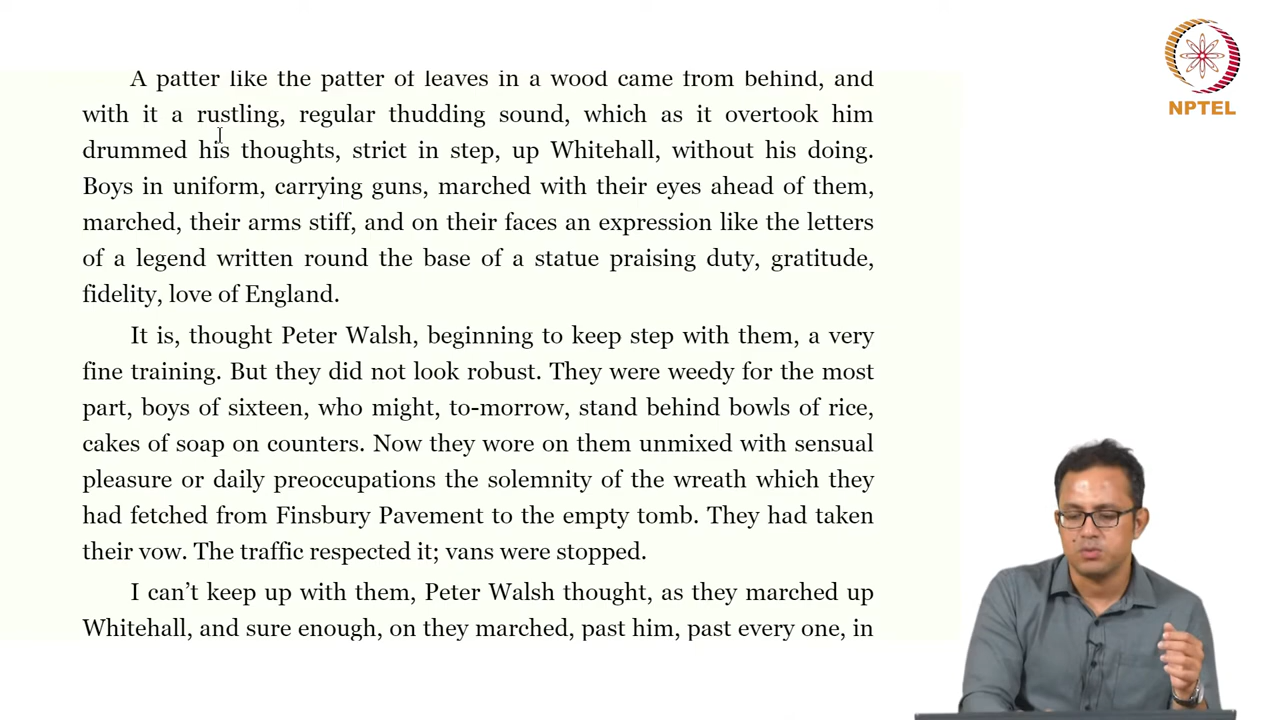 A patter like the patter of leaves in a wood came from behind, and
with it a rustling, regular thudding sound, which as it overtook him
drummed his thoughts, strict in step, up Whitehall, without his doing.
Boys in uniform, carrying guns, marched with their eyes ahead of them,
marched, their arms stiff, and on their faces an expression like the letters
of a legend written round the base of a statue praising duty, gratitude,
fidelity, love of England.
It is, thought Peter Walsh, beginning to keep step with them, a very
fine training. But they did not look robust. They were weedy for the most
part, boys of sixteen, who might, to-morrow, stand behind bowls of rice,
cakes of soap on counters. Now they wore on them unmixed with sensual
pleasure or daily preoccupations the solemnity of the wreath which they
had fetched from Finsbury Pavement to the empty tomb. They had taken
their vow. The traffic respected it; vans were stopped.
I can’t keep up with them, Peter Walsh thought, as they marched up
Whitehall, and sure enough, on they marched, past him, past every one, in
NPTEL